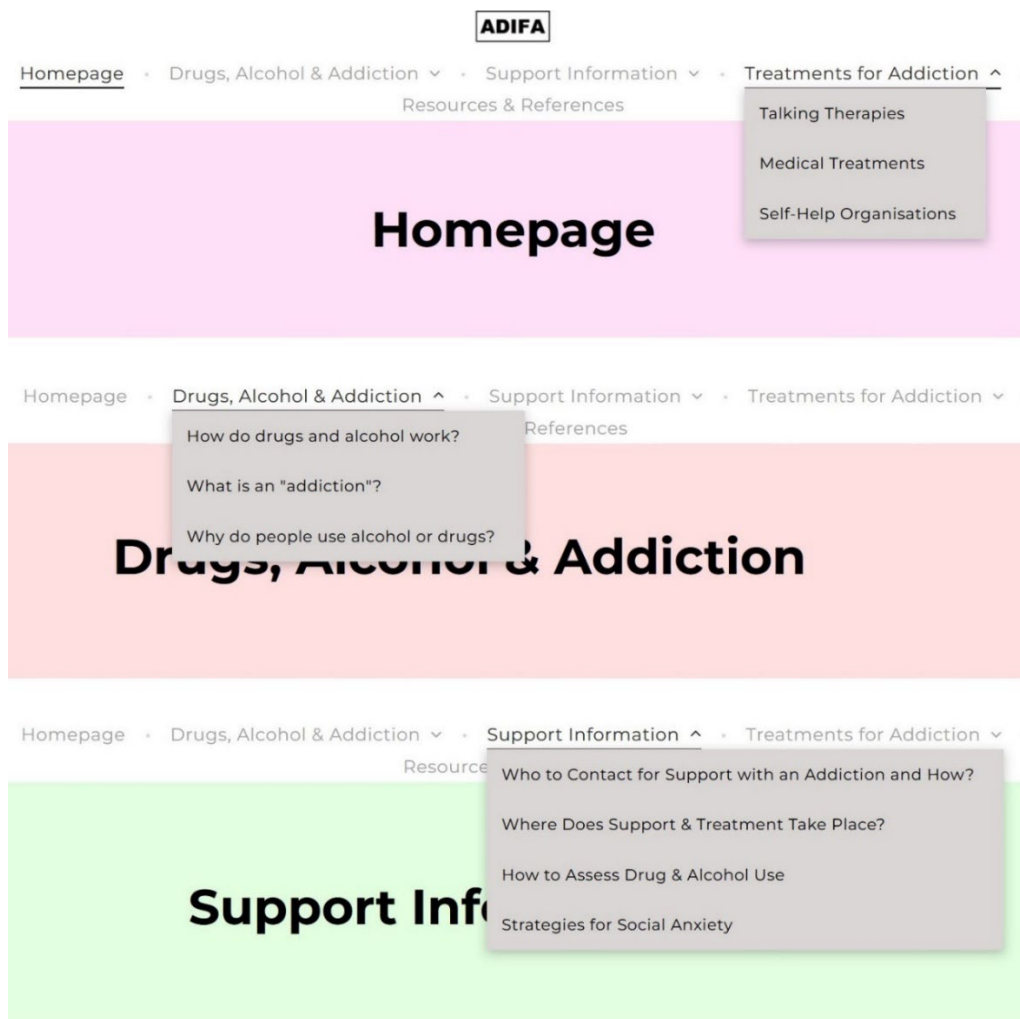 ADIFA
Homepage · Drugs, Alcohol & Addiction · Support Information · Treatments for Addiction
Resources & References
Talking Therapies
Medical Treatments
Self-Help Organisations
Homepage
Homepage · Drugs, Alcohol & Addiction · Support Information · Treatments for Addiction
References
How do drugs and alcohol work?
What is an "addiction"?
Why do people use alcohol or drugs?
Drugs, Alcohol & Addiction
Homepage · Drugs, Alcohol & Addiction · Support Information · Treatments for Addiction
Resource
Who to Contact for Support with an Addiction and How?
Where Does Support & Treatment Take Place?
How to Assess Drug & Alcohol Use
Strategies for Social Anxiety
Support Inf